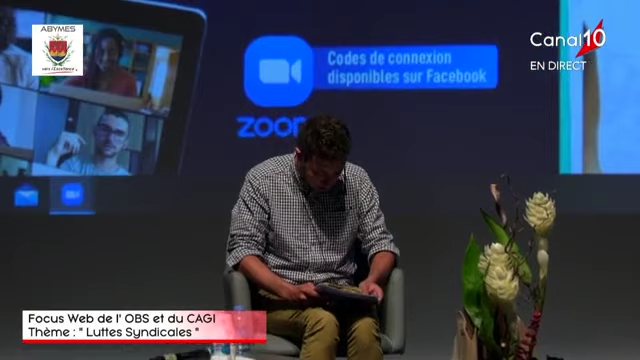 ABYMES
Canal10
EN DIRECT
Codes de connexion
disponibles sur Facebook
zoom
Focus Web de l' OBS et du CAGI
Thème : " Luttes Syndicales "